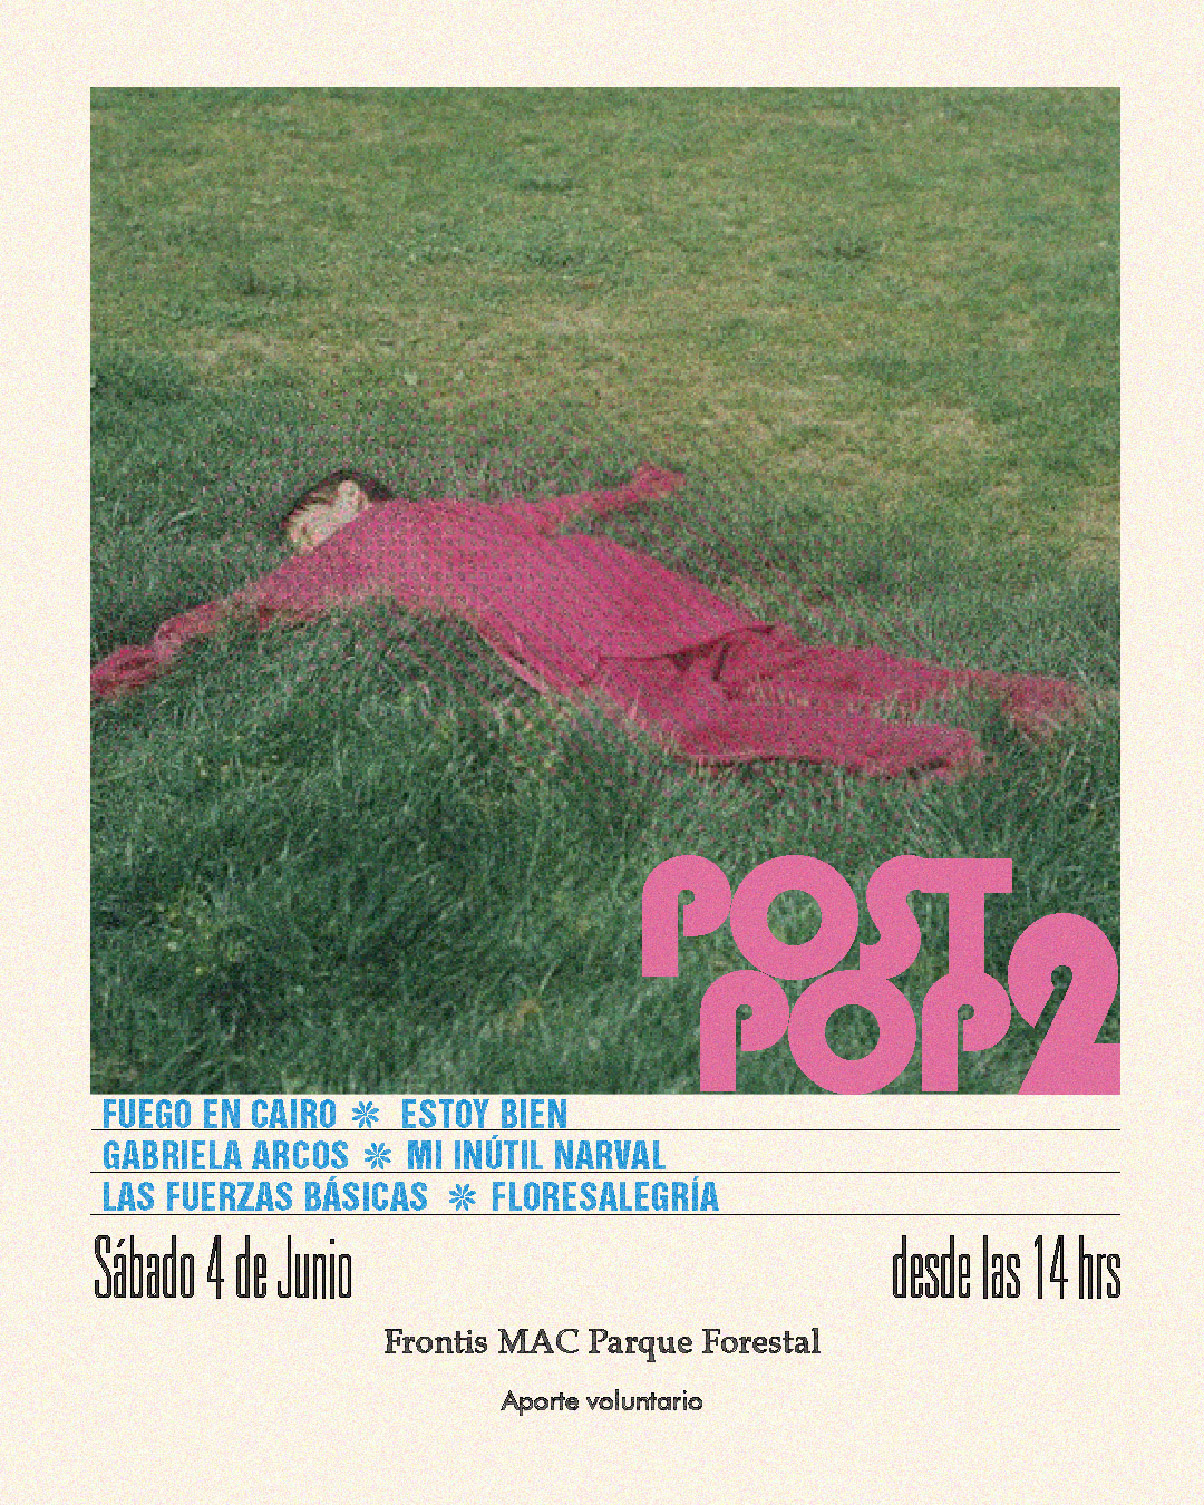 POST
POP2
FUEGO EN CAIRO ✼ ESTOY BIEN
GABRIELA ARCOS ✼ MI INÚTIL NARVAL
LAS FUERZAS BÁSICAS ✼ FLORESALEGRÍA
Sábado 4 de Junio desde las 14 hrs
Frontis MAC Parque Forestal
Aporte voluntario